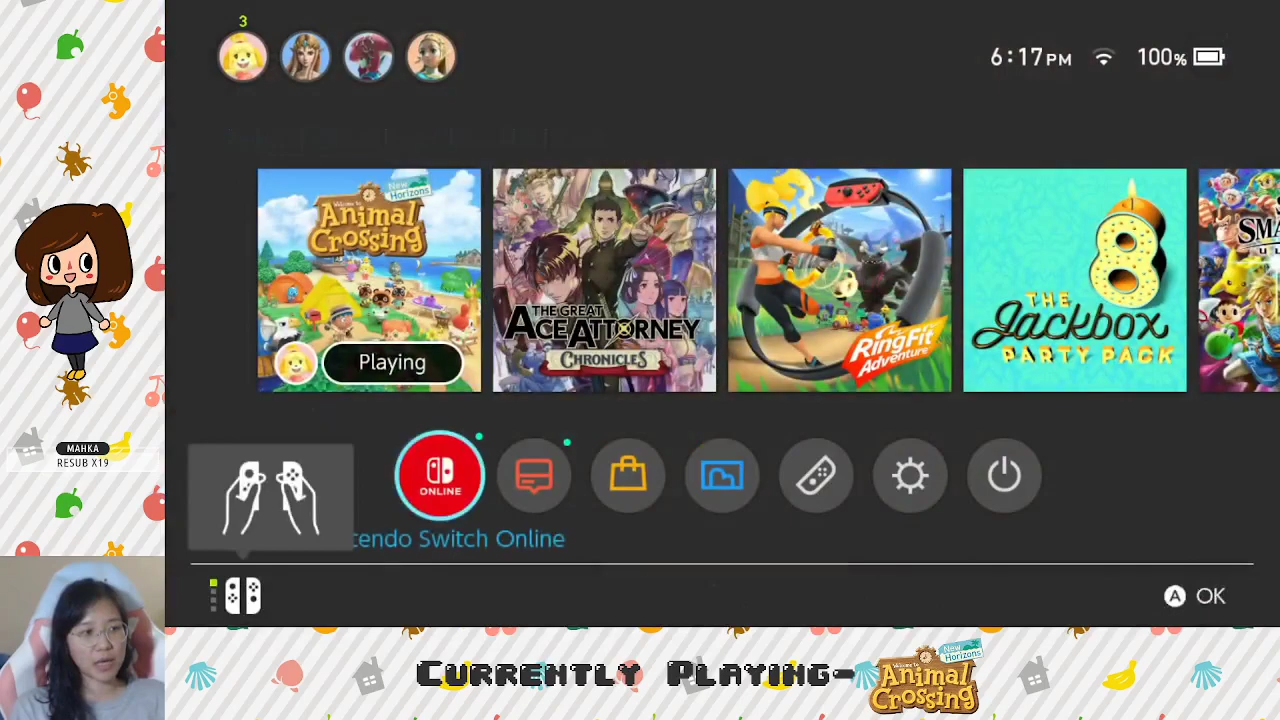 3
6:17PM
100%
Welcome to
Animal
Crossing
New
Horizons
Playing
THE GREAT
ACE ATTORNEY
CHRONICLES
RingFit
Adventure
8
THE
Jackbox
PARTY PACK
SMA
ONLINE
tendo Switch Online
A OK
MAHKA
RESUB X19
Currently Playing-
Welcome to
Animal
Crossing
New
Horizons